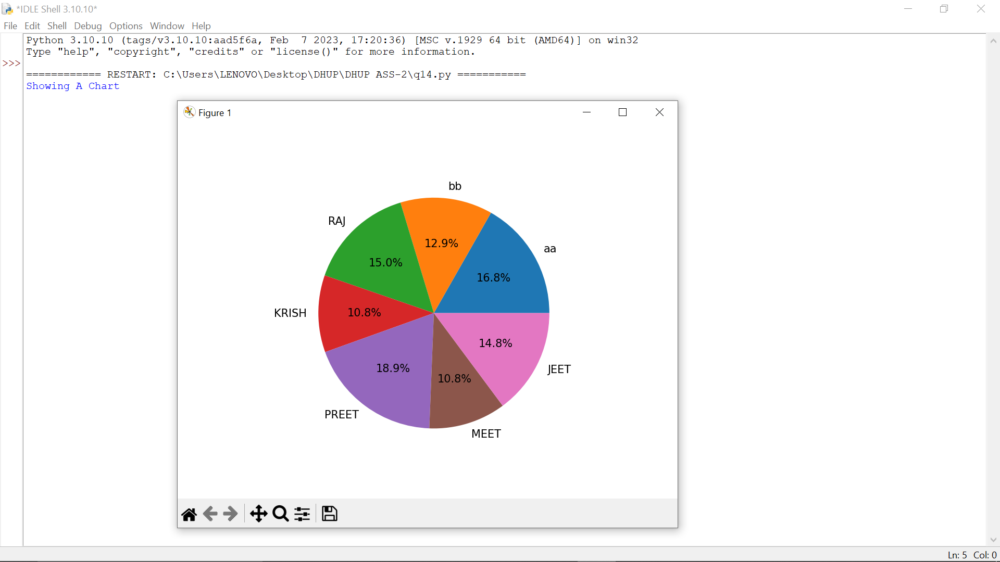 *IDLE Shell 3.10.10*
File Edit Shell Debug Options Window Help
Python 3.10.10 (tags/v3.10.10:aad5f6a, Feb  7 2023, 17:20:36) [MSC v.1929 64 bit (AMD64)] on win32
Type "help", "copyright", "credits" or "license()" for more information.
>>>
============ RESTART: C:\Users\LENOVO\Desktop\DHUP\DHUP ASS-2\q14.py ===========
Showing A Chart
Figure 1
bb
RAJ
12.9%
aa
15.0%
16.8%
KRISH
10.8%
14.8%
18.9%
JEET
10.8%
PREET
MEET
Ln: 5 Col: 0